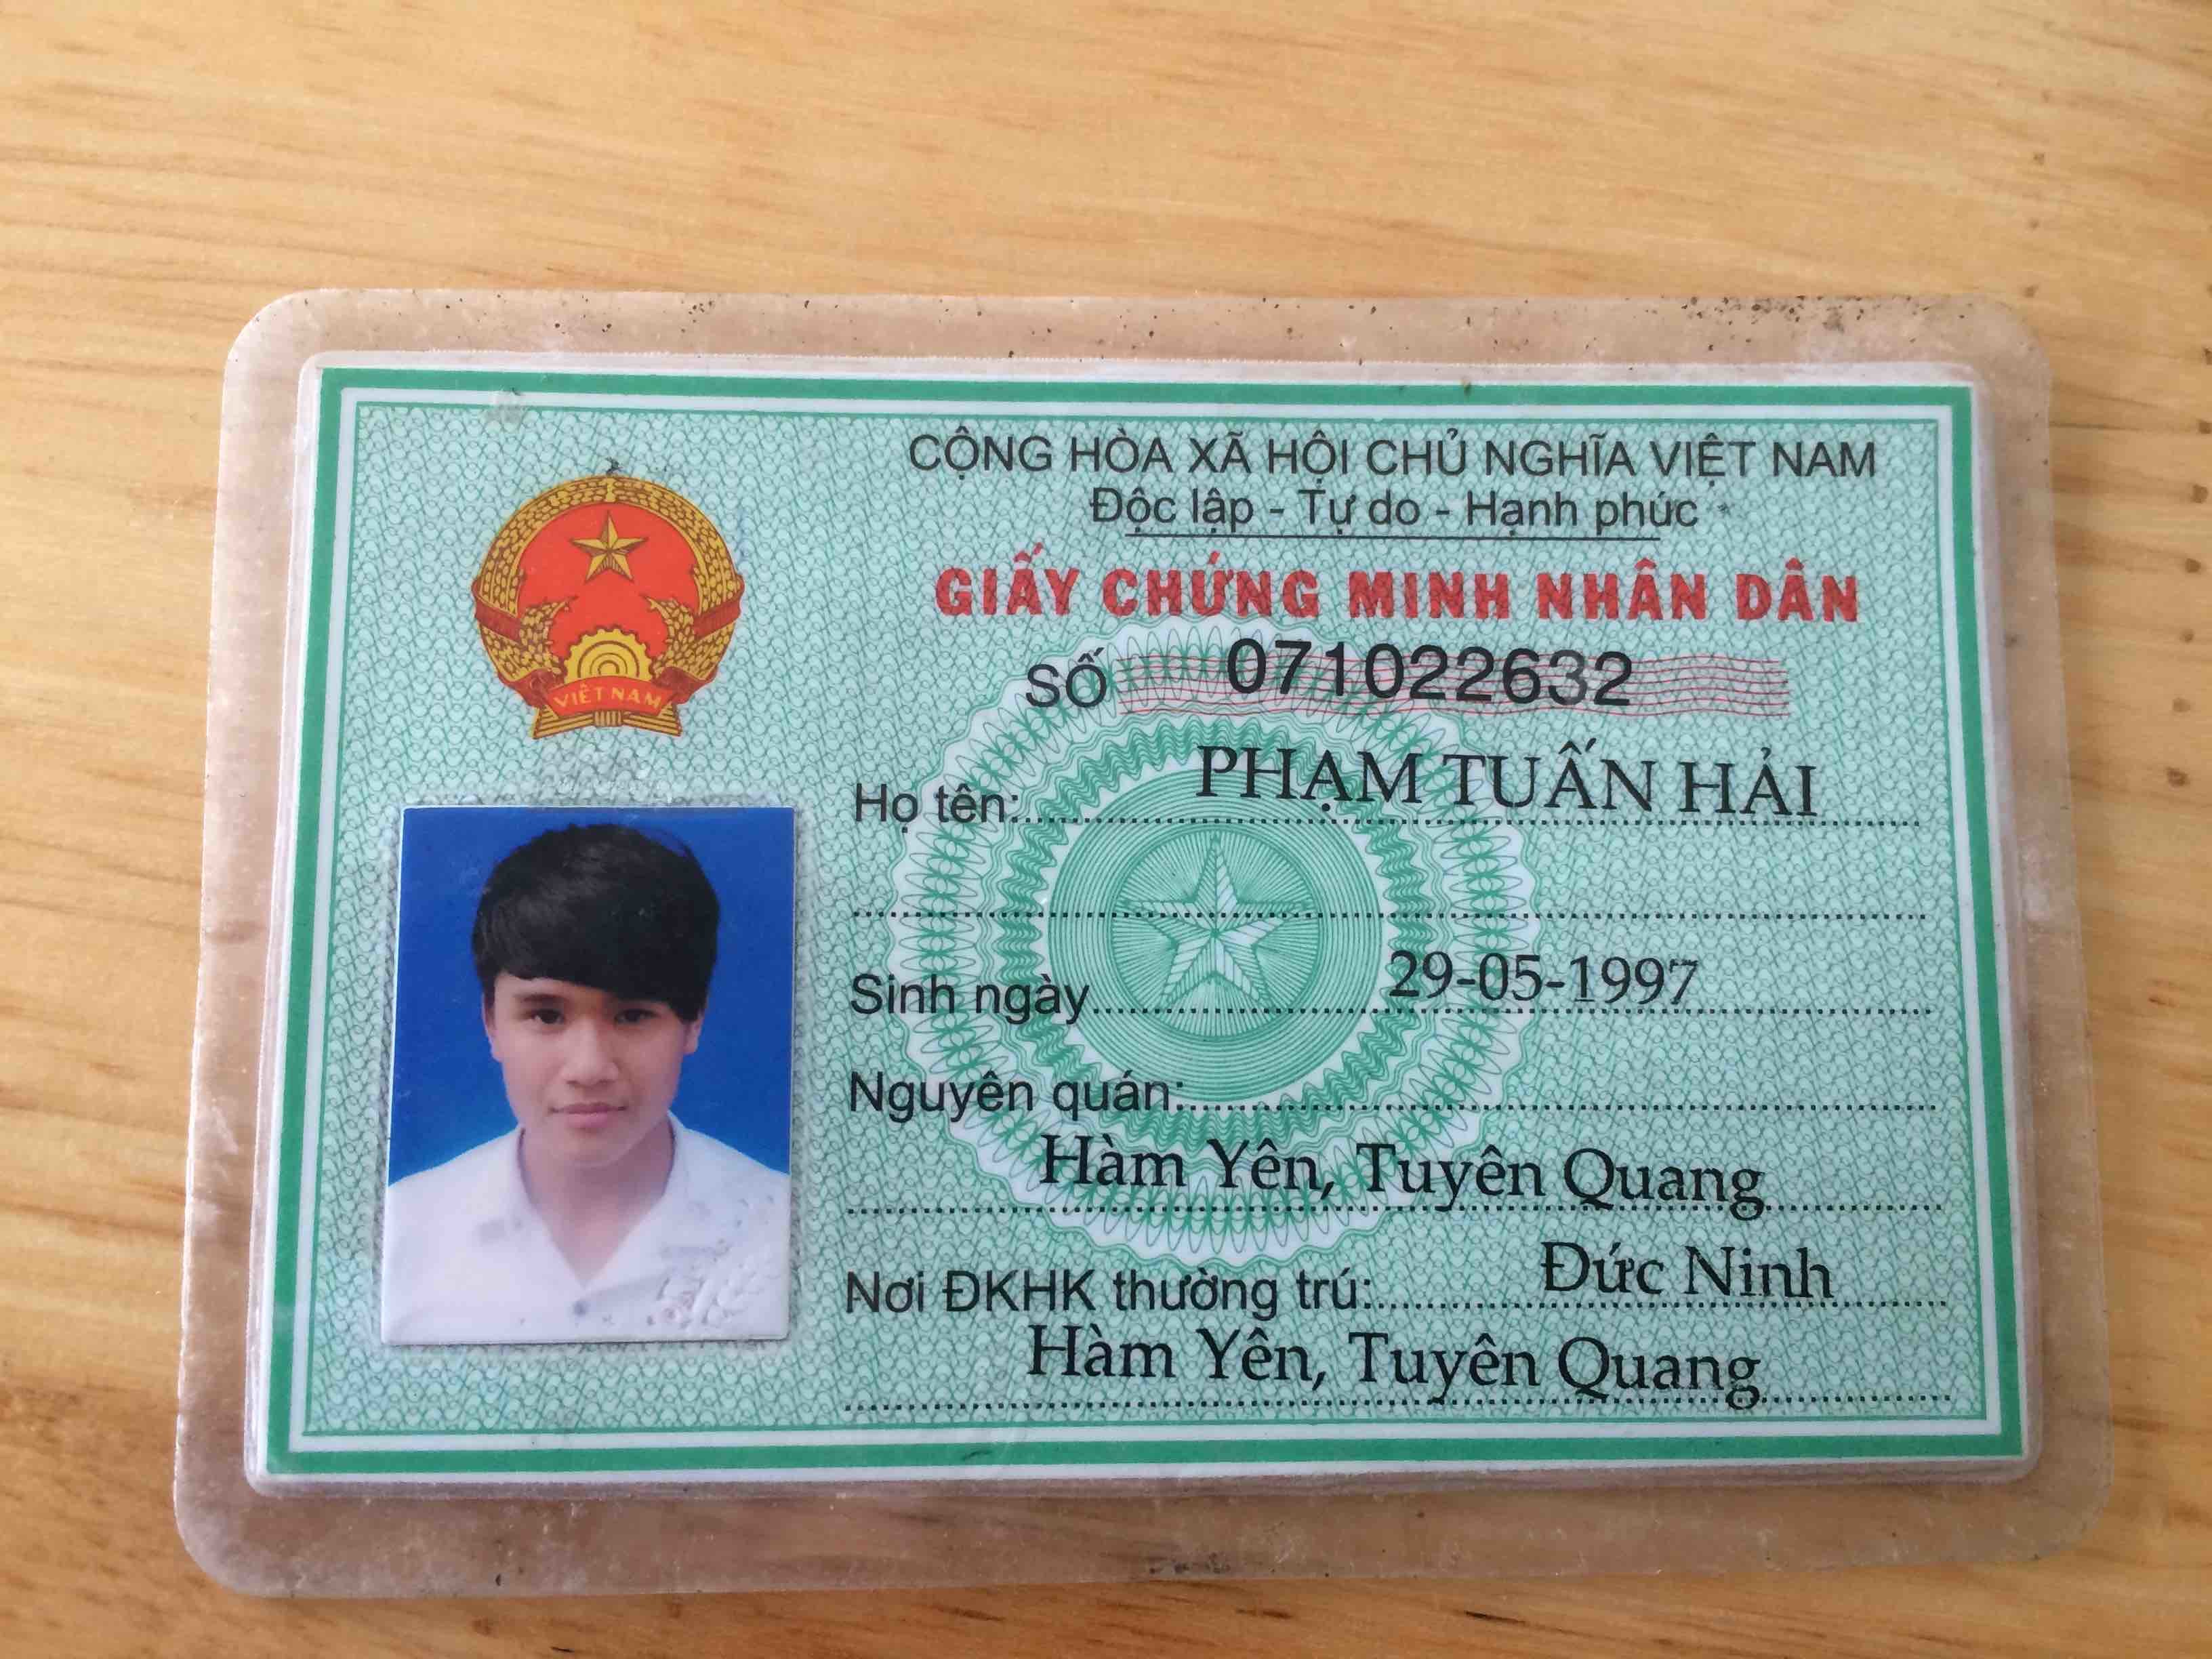 CỘNG HÒA XÃ HỘI CHỦ NGHĨA VIỆT NAM
Độc lập - Tự do - Hạnh phúc
GIẤY CHỨNG MINH NHÂN DÂN
SỐ 071022632
VIỆT NAM
Họ tên: PHẠM TUẤN HẢI
Sinh ngày 29-05-1997
Nguyên quán:
Hàm Yên, Tuyên Quang
Nơi ĐKHK thường trú: Đức Ninh
Hàm Yên, Tuyên Quang